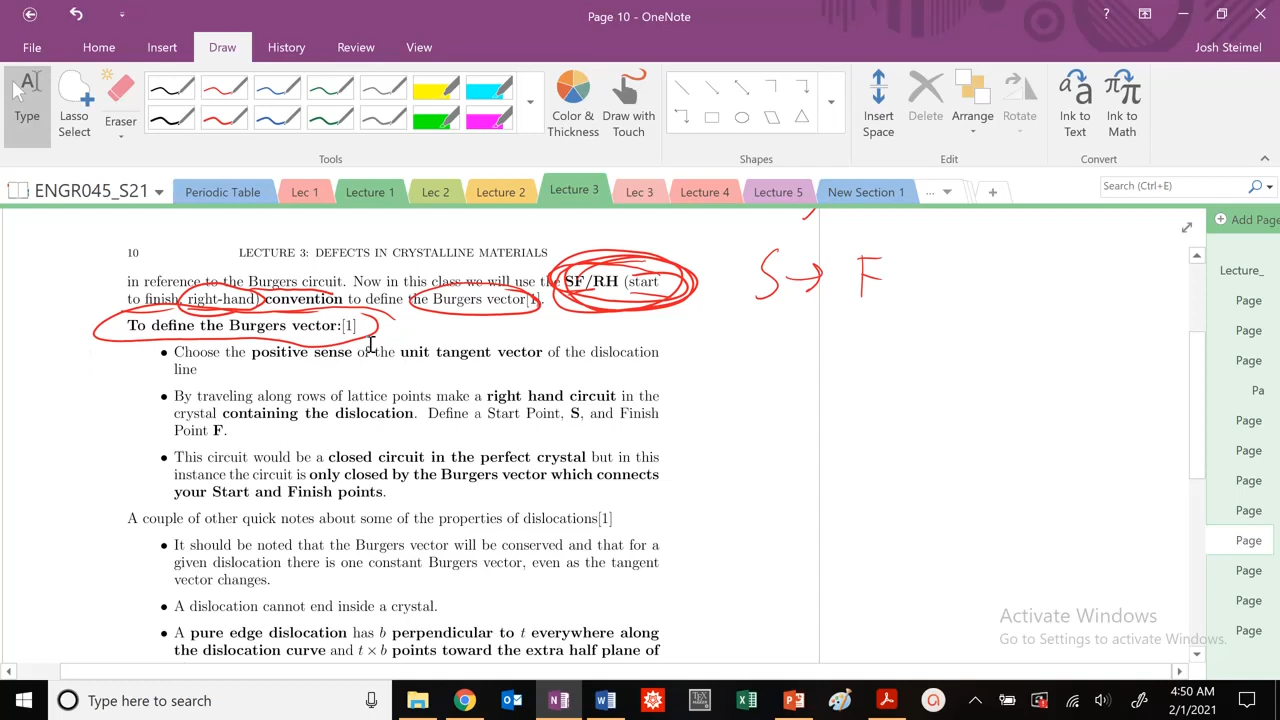 Page 10 - OneNote
?
File
Home
Insert
Draw
History
Review
View
Josh Steimel
Type
Lasso Select
Eraser
Color & Thickness
Draw with Touch
Insert Space
Delete
Arrange
Rotate
Ink to Text
Ink to Math
Tools
Shapes
Edit
Convert
ENGR045_S21
Periodic Table
Lec 1
Lecture 1
Lec 2
Lecture 2
Lecture 3
Lec 3
Lecture 4
Lecture 5
New Section 1
...
Search (Ctrl+E)
Add Page
Lecture_
Page
Page
Page
Pa
Page
Page
Page
Page
Page
Page
Page
Page
10 LECTURE 3: DEFECTS IN CRYSTALLINE MATERIALS
in reference to the Burgers circuit. Now in this class we will use the SF/RH (start
to finish right-hand) convention to define the Burgers vector[1].
S → F
To define the Burgers vector:[1]
• Choose the positive sense of the unit tangent vector of the dislocation
line
• By traveling along rows of lattice points make a right hand circuit in the
crystal containing the dislocation. Define a Start Point, S, and Finish
Point F.
• This circuit would be a closed circuit in the perfect crystal but in this
instance the circuit is only closed by the Burgers vector which connects
your Start and Finish points.
A couple of other quick notes about some of the properties of dislocations[1]
• It should be noted that the Burgers vector will be conserved and that for a
given dislocation there is one constant Burgers vector, even as the tangent
vector changes.
• A dislocation cannot end inside a crystal.
• A pure edge dislocation has b perpendicular to t everywhere along
the dislocation curve and t × b points toward the extra half plane of
Activate Windows
Go to Settings to activate Windows.
Type here to search
4:50 AM
2/1/2021